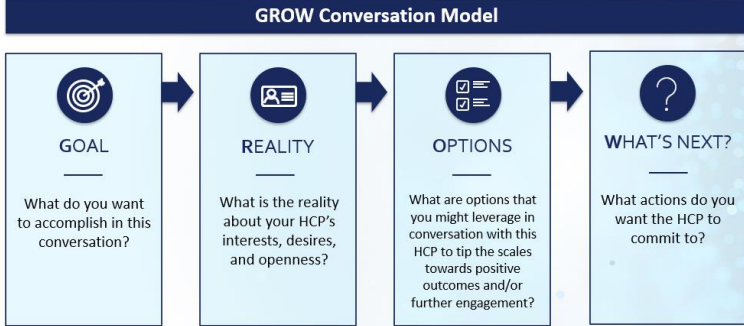 GROW Conversation Model
GOAL
What do you want
to accomplish in this
conversation?
REALITY
What is the reality
about your HCP's
interests, desires,
and openness?
OPTIONS
What are options that
you might leverage in
conversation with this
HCP to tip the scales
towards positive
outcomes and/or
further engagement?
WHAT'S NEXT?
What actions do you
want the HCP to
commit to?